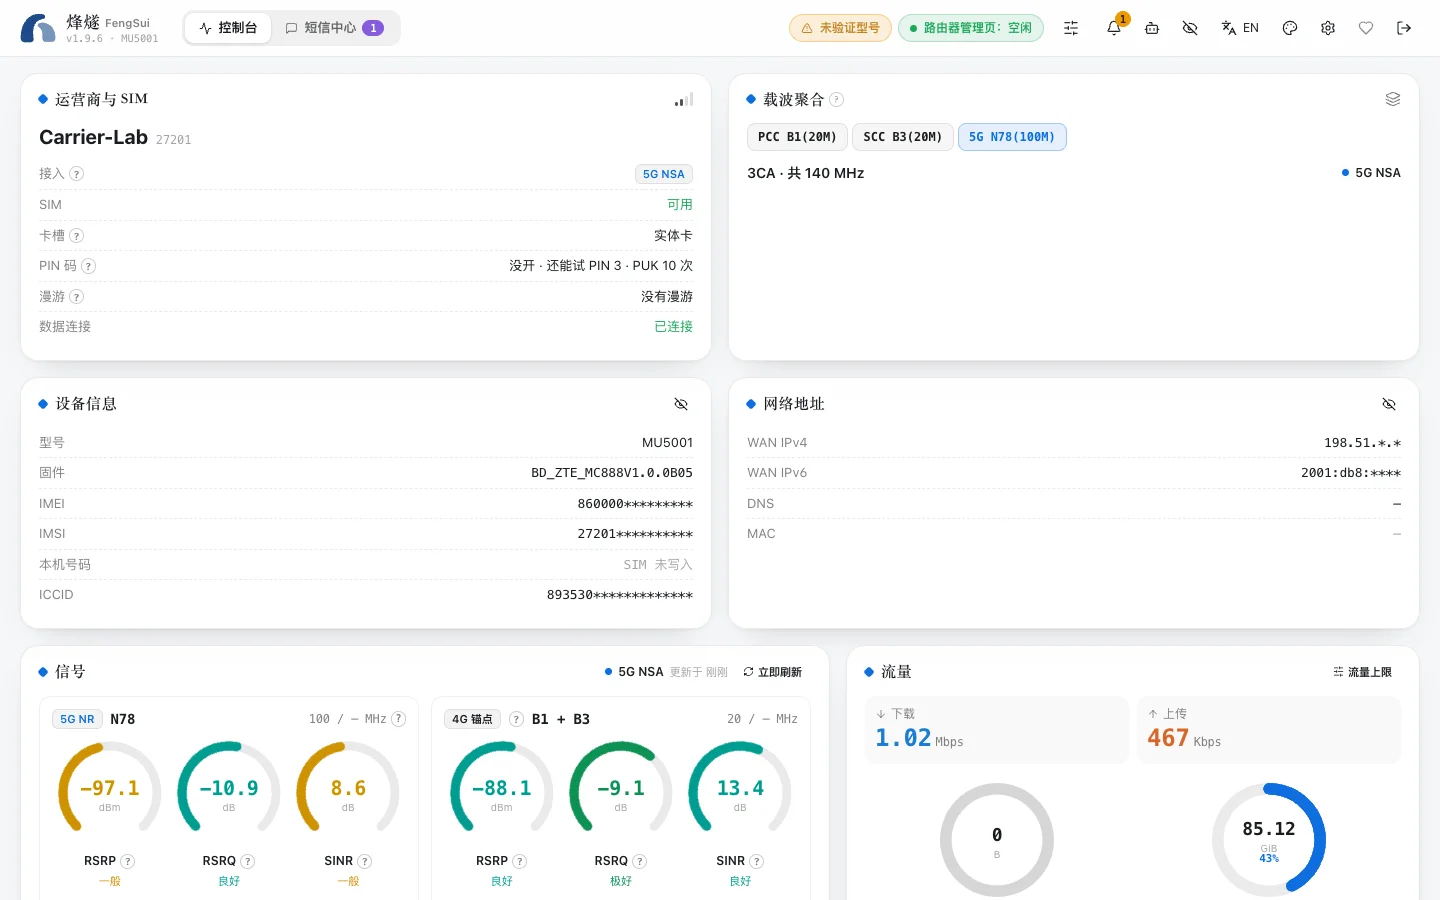 烽燧 FengSui
v1.9.6 · MU5001
控制台
短信中心 1
未验证型号
路由器管理页：空闲
1
EN
运营商与 SIM
Carrier-Lab 27201
接入 ?
5G NSA
SIM
可用
卡槽 ?
实体卡
PIN 码 ?
没开 · 还能试 PIN 3 · PUK 10 次
漫游 ?
没有漫游
数据连接
已连接
载波聚合 ?
PCC B1(20M) SCC B3(20M) 5G N78(100M)
3CA · 共 140 MHz
5G NSA
设备信息
型号
MU5001
固件
BD_ZTE_MC888V1.0.0B05
IMEI
860000*********
IMSI
27201**********
本机号码
SIM 未写入
ICCID
893530*************
网络地址
WAN IPv4
198.51.*.*
WAN IPv6
2001:db8:****
DNS
—
MAC
—
信号
5G NSA 更新于 刚刚 立即刷新
5G NR N78
100 / — MHz ?
-97.1
dBm
RSRP ?
一般
-10.9
dB
RSRQ ?
良好
8.6
dB
SINR ?
一般
4G 锚点 ? B1 + B3
20 / — MHz
-88.1
dBm
RSRP ?
良好
-9.1
dB
RSRQ ?
极好
13.4
dB
SINR ?
良好
流量
流量上限
下载
1.02 Mbps
上传
467 Kbps
0
B
85.12
GiB
43%